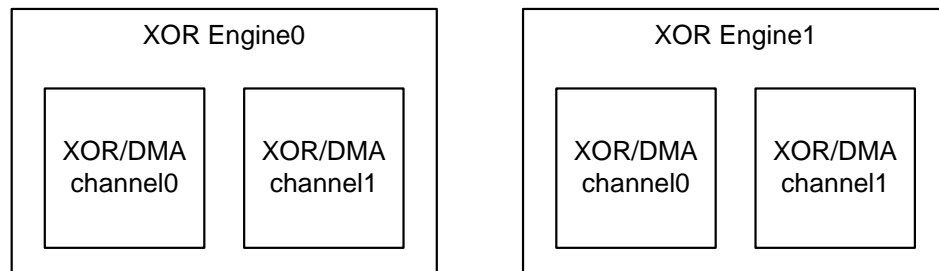 XOR Engine0
XOR/DMA
channel0
XOR/DMA
channel1
XOR Engine1
XOR/DMA
channel0
XOR/DMA
channel1